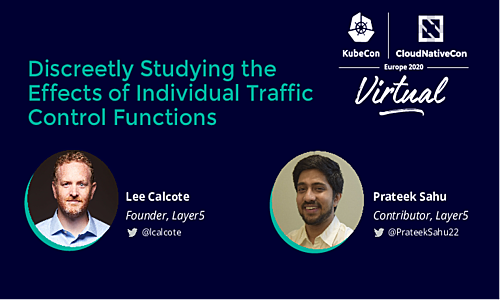 KubeCon
CloudNativeCon
Europe 2020
Virtual
Discreetly Studying the
Effects of Individual Traffic
Control Functions
Lee Calcote
Founder, Layer5
@lcalcote
Prateek Sahu
Contributor, Layer5
@PrateekSahu22